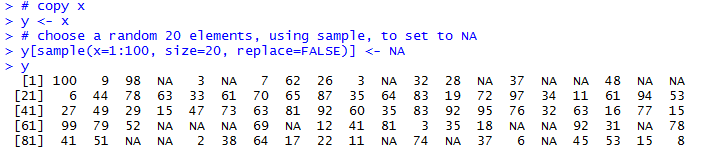 > # copy x
> y <- x
> # choose a random 20 elements, using sample, to set to NA
> y[sample(x=1:100, size=20, replace=FALSE)] <- NA
> y
[1] 100 9 98 NA 3 NA 7 62 26 3 NA 32 28 NA 37 NA NA 48 NA NA
[21] 6 44 78 63 33 61 70 65 87 35 64 83 19 72 97 34 11 61 94 53
[41] 27 49 29 15 47 73 63 81 92 60 35 83 92 95 76 32 63 16 77 15
[61] 99 79 52 NA NA NA 69 NA 12 41 81 3 35 18 NA NA 92 31 NA 78
[81] 41 51 NA NA 2 38 64 17 22 11 NA 74 NA 37 6 NA 45 53 15 8